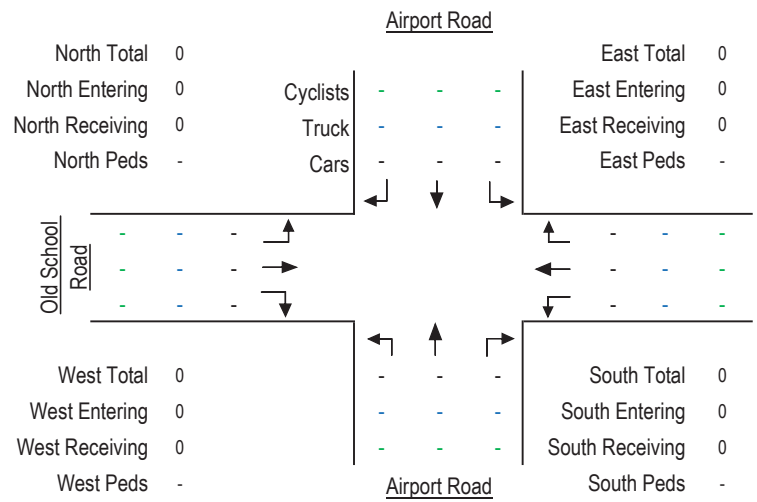 Airport Road
North Total 0
East Total 0
North Entering 0
Cyclists - - -
East Entering 0
North Receiving 0
Truck - - -
East Receiving 0
North Peds -
Cars - - -
East Peds -
Old School
Road
- - -
- - -
- - -
- - -
- - -
- - -
West Total 0
- - -
South Total 0
West Entering 0
- - -
South Entering 0
West Receiving 0
- - -
South Receiving 0
West Peds -
Airport Road
South Peds -